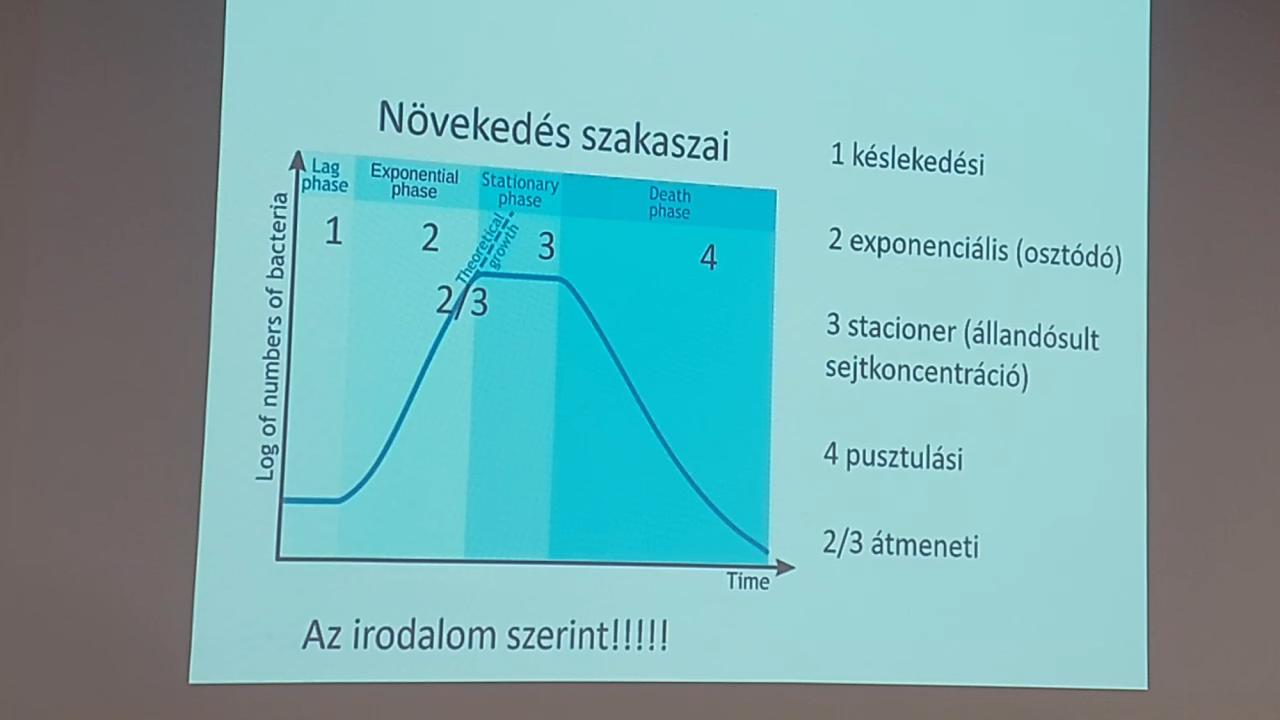 Növekedés szakaszai
Lag
phase
Exponential
phase
Stationary
phase
Death
phase
1
2
3
4
Theoretical
growth
2/3
Log of numbers of bacteria
Time
1 késlekedési
2 exponenciális (osztódó)
3 stacioner (állandósult
sejtkoncentráció)
4 pusztulási
2/3 átmeneti
Az irodalom szerint!!!!!